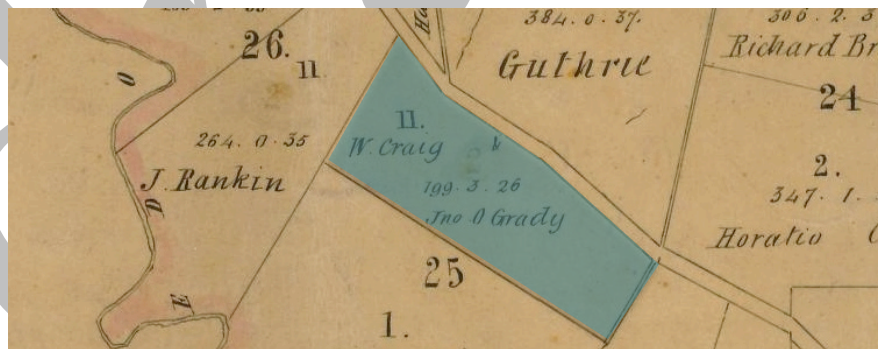 384. 0. 37.
306. 2. 3
26.
11
Guthrie
Richard Br
24
264. 0. 35
J. Rankin
11.
W. Craig
199. 3. 26
Jno O Grady
2.
347. 1.
Horatio C
25
1.
O
D
E